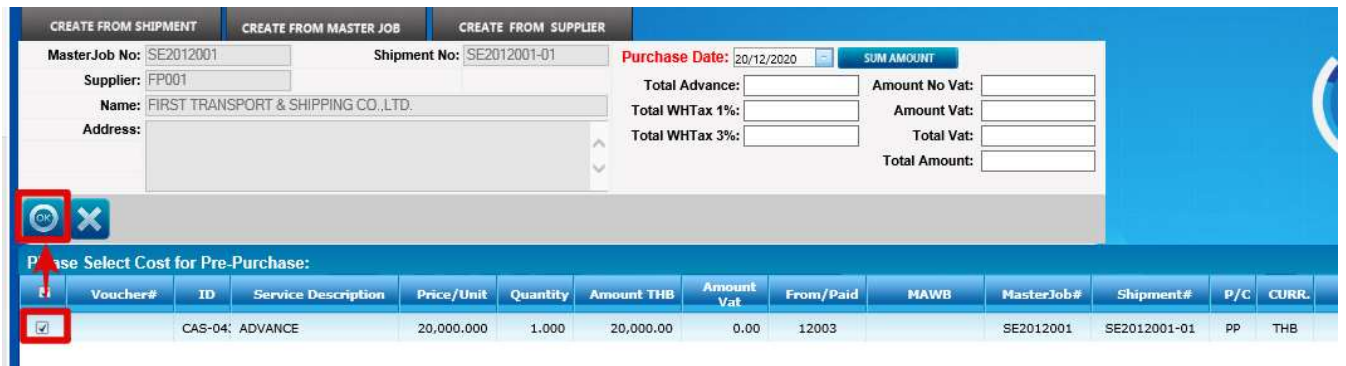 CREATE FROM SHIPMENT CREATE FROM MASTER JOB CREATE FROM SUPPLIER
MasterJob No: SE2012001 Shipment No: SE2012001-01 Purchase Date: 20/12/2020 SUM AMOUNT
Supplier: FP001 Total Advance: Amount No Vat:
Name: FIRST TRANSPORT & SHIPPING CO.,LTD. Total WHTax 1%: Amount Vat:
Address: Total WHTax 3%: Total Vat:
Total Amount:
OK
Select Cost for Pre-Purchase:
Voucher# ID Service Description Price/Unit Quantity Amount THB Amount Vat From/Paid MAWB MasterJob# Shipment# P/C CURR.
CAS-04 ADVANCE 20,000.000 1.000 20,000.00 0.00 12003 SE2012001 SE2012001-01 PP THB